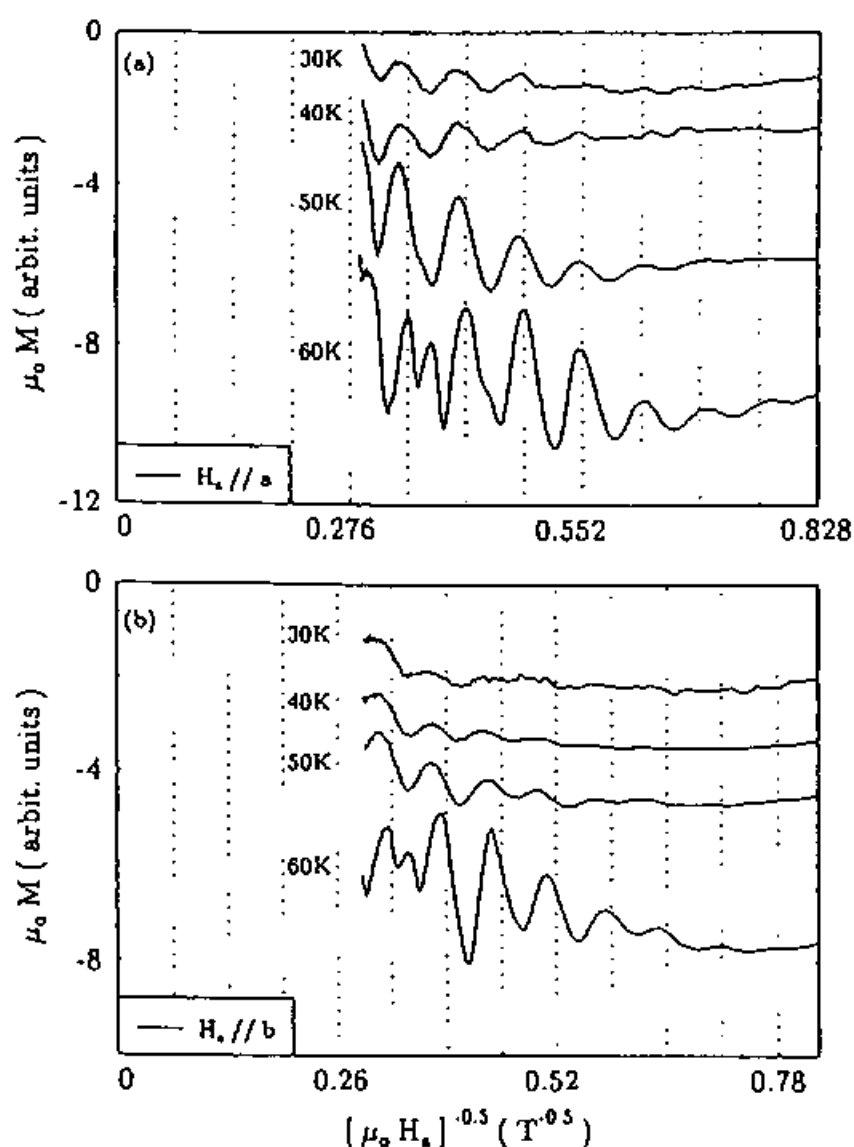 0
(a)
30K
40K
-4
50K
-8
60K
Hₐ // a
-12
0 0.276 0.552 0.828
μ₀ M ( arbit. units )
0
(b)
30K
40K
-4
50K
60K
-8
Hₐ // b
0 0.26 0.52 0.78
μ₀ M ( arbit. units )
[ μ₀ Hₐ ]⁻⁰·⁵ ( T⁻⁰·⁵ )